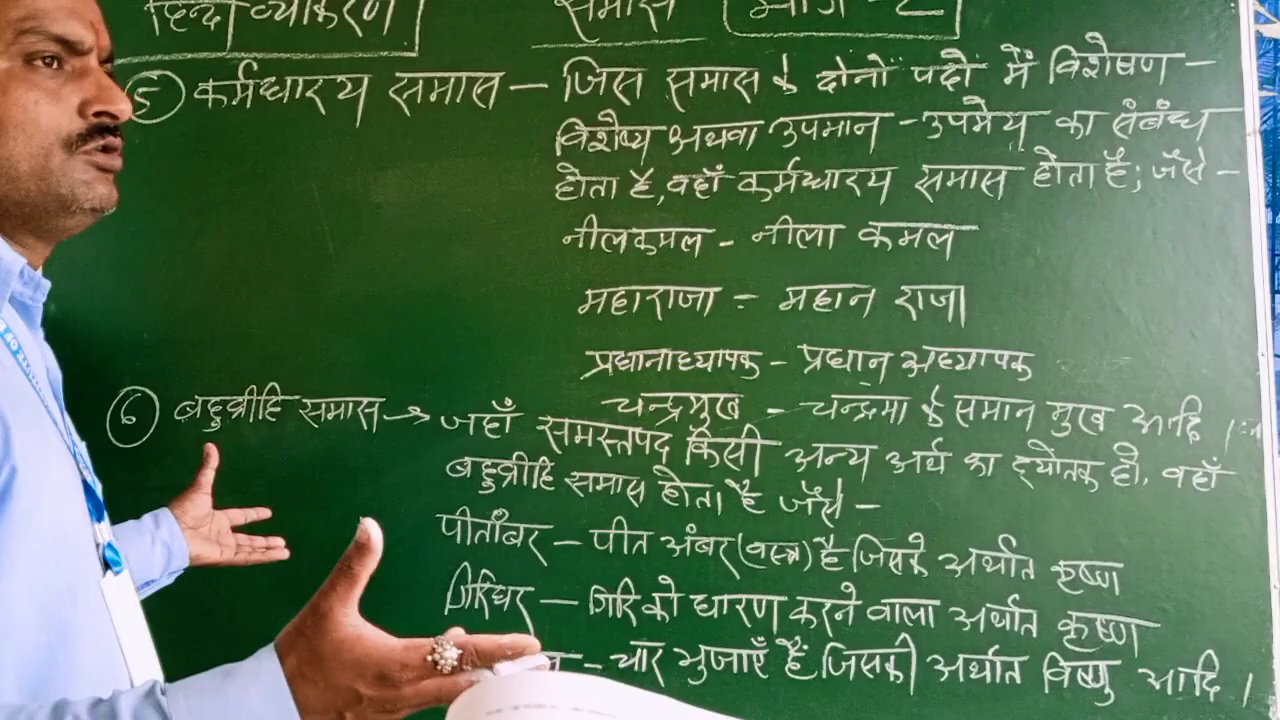 हिन्दी व्याकरण
समास भाग-2
5 कर्मधारय समास – जिस समास के दोनों पदों में विशेषण –
विशेष्य अथवा उपमान - उपमेय का संबंध
होता है, वहाँ कर्मधारय समास होता है; जैसे –
नीलकमल - नीला कमल
महाराजा - महान राजा
प्रधानाध्यापक - प्रधान अध्यापक
चन्द्रमुख - चन्द्रमा के समान मुख आदि।
6 बहुव्रीहि समास → जहाँ समस्तपद किसी अन्य अर्थ का द्योतक हो, वहाँ
बहुव्रीहि समास होता है जैसे –
पीतांबर – पीत अंबर (वस्त्र) है जिसके अर्थात कृष्ण
गिरिधर – गिरि को धारण करने वाला अर्थात कृष्ण
- चार भुजाएँ हैं जिसकी अर्थात विष्णु आदि।